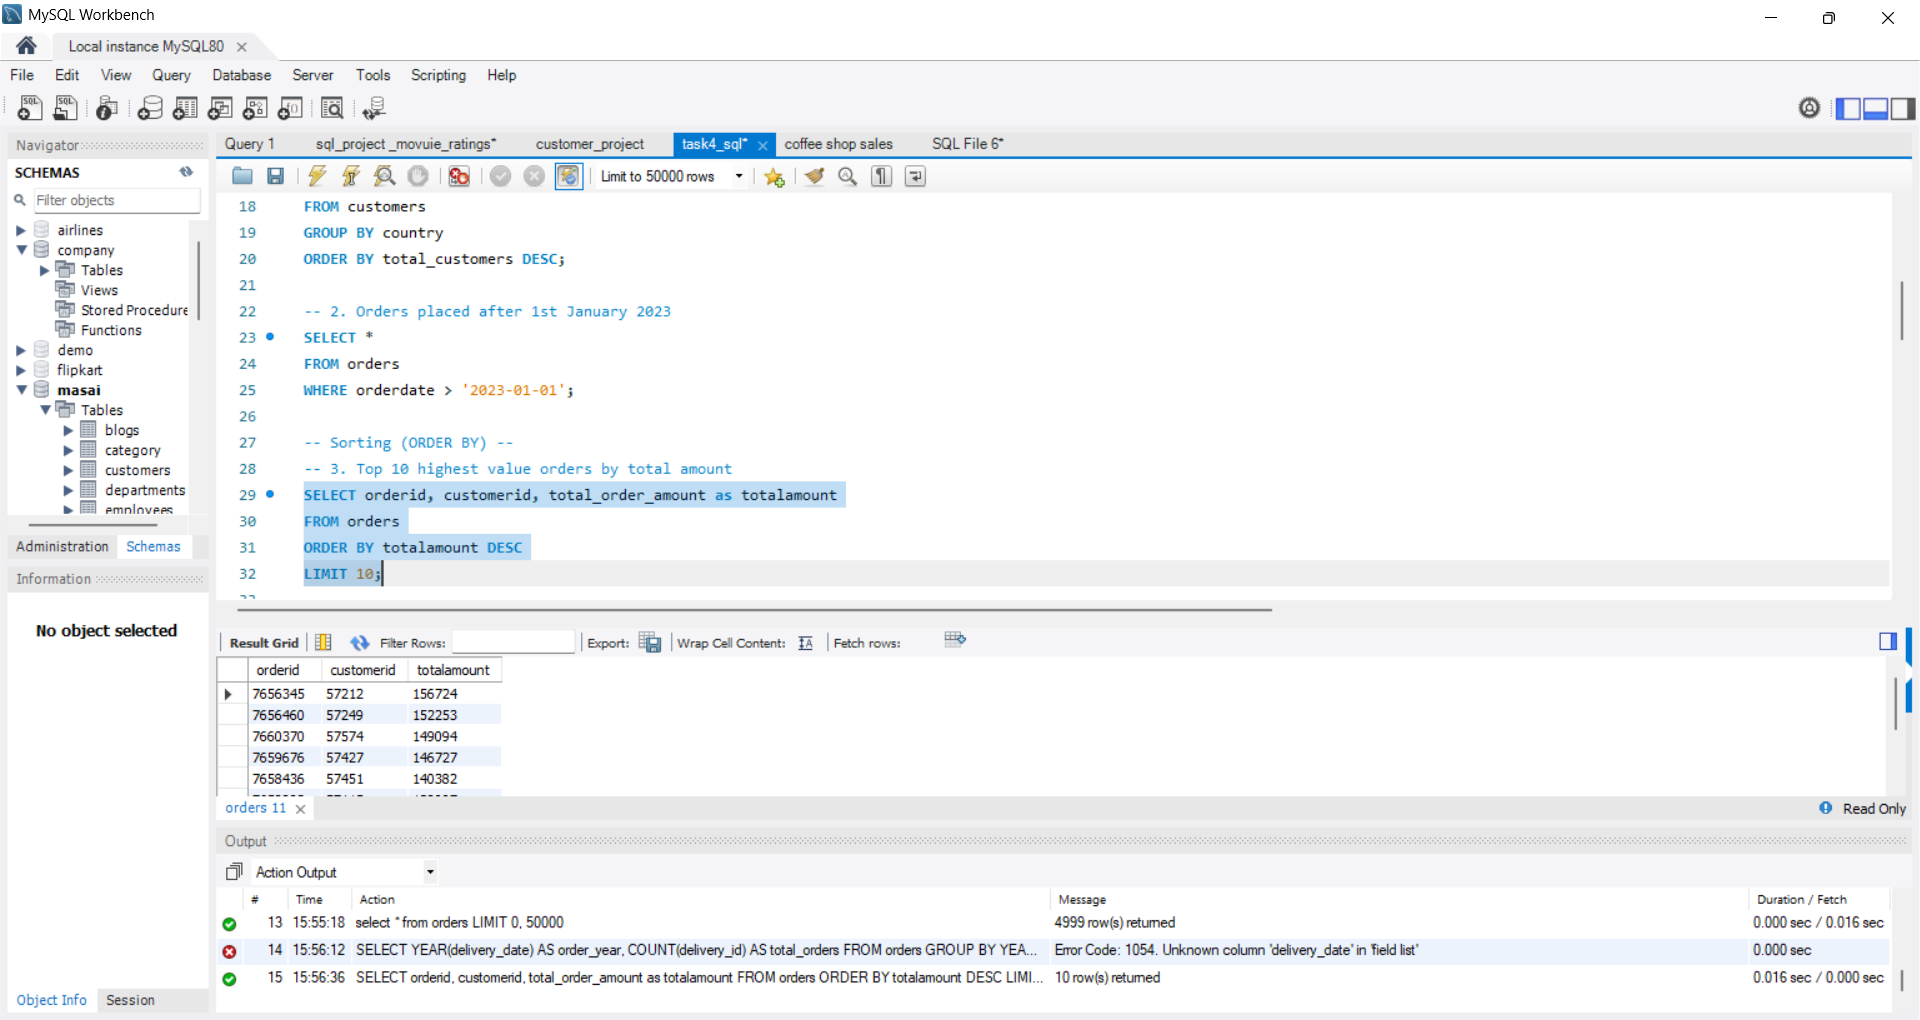 MySQL Workbench
Local instance MySQL80
File Edit View Query Database Server Tools Scripting Help
Navigator
SCHEMAS
Filter objects
airlines
company
Tables
Views
Stored Procedure
Functions
demo
flipkart
masai
Tables
blogs
category
customers
departments
employees
Administration Schemas
Information
No object selected
Object Info Session
Query 1 sql_project _movuie_ratings* customer_project task4_sql* coffee shop sales SQL File 6*
Limit to 50000 rows
18 FROM customers
19 GROUP BY country
20 ORDER BY total_customers DESC;
21
22 -- 2. Orders placed after 1st January 2023
23 SELECT *
24 FROM orders
25 WHERE orderdate > '2023-01-01';
26
27 -- Sorting (ORDER BY) --
28 -- 3. Top 10 highest value orders by total amount
29 SELECT orderid, customerid, total_order_amount as totalamount
30 FROM orders
31 ORDER BY totalamount DESC
32 LIMIT 10;
Result Grid Filter Rows: Export: Wrap Cell Content: Fetch rows:
orderid customerid totalamount
7656345 57212 156724
7656460 57249 152253
7660370 57574 149094
7659676 57427 146727
7658436 57451 140382
orders 11
Read Only
Output
Action Output
# Time Action Message Duration / Fetch
13 15:55:18 select * from orders LIMIT 0, 50000 4999 row(s) returned 0.000 sec / 0.016 sec
14 15:56:12 SELECT YEAR(delivery_date) AS order_year, COUNT(delivery_id) AS total_orders FROM orders GROUP BY YEA... Error Code: 1054. Unknown column 'delivery_date' in 'field list' 0.000 sec
15 15:56:36 SELECT orderid, customerid, total_order_amount as totalamount FROM orders ORDER BY totalamount DESC LIMI... 10 row(s) returned 0.016 sec / 0.000 sec